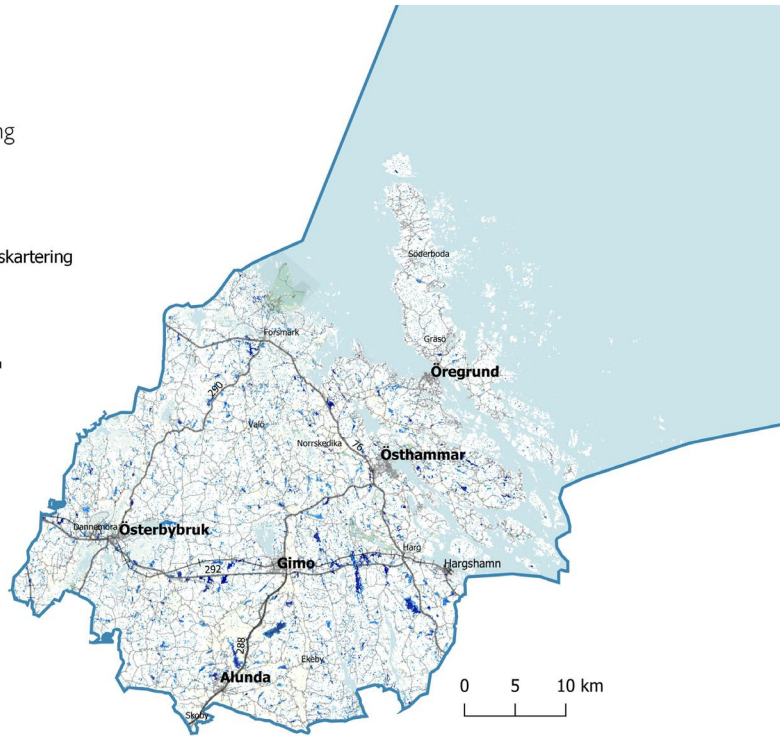 ng
skartering
Söderboda
Forsmark
Gräsö
Öregrund
290
Valö
Norrskedika
76
Östhammar
Dannemora
Österbybruk
Harg
Gimo
292
Hargshamn
288
Ekeby
Alunda
Skoby
0 5 10 km